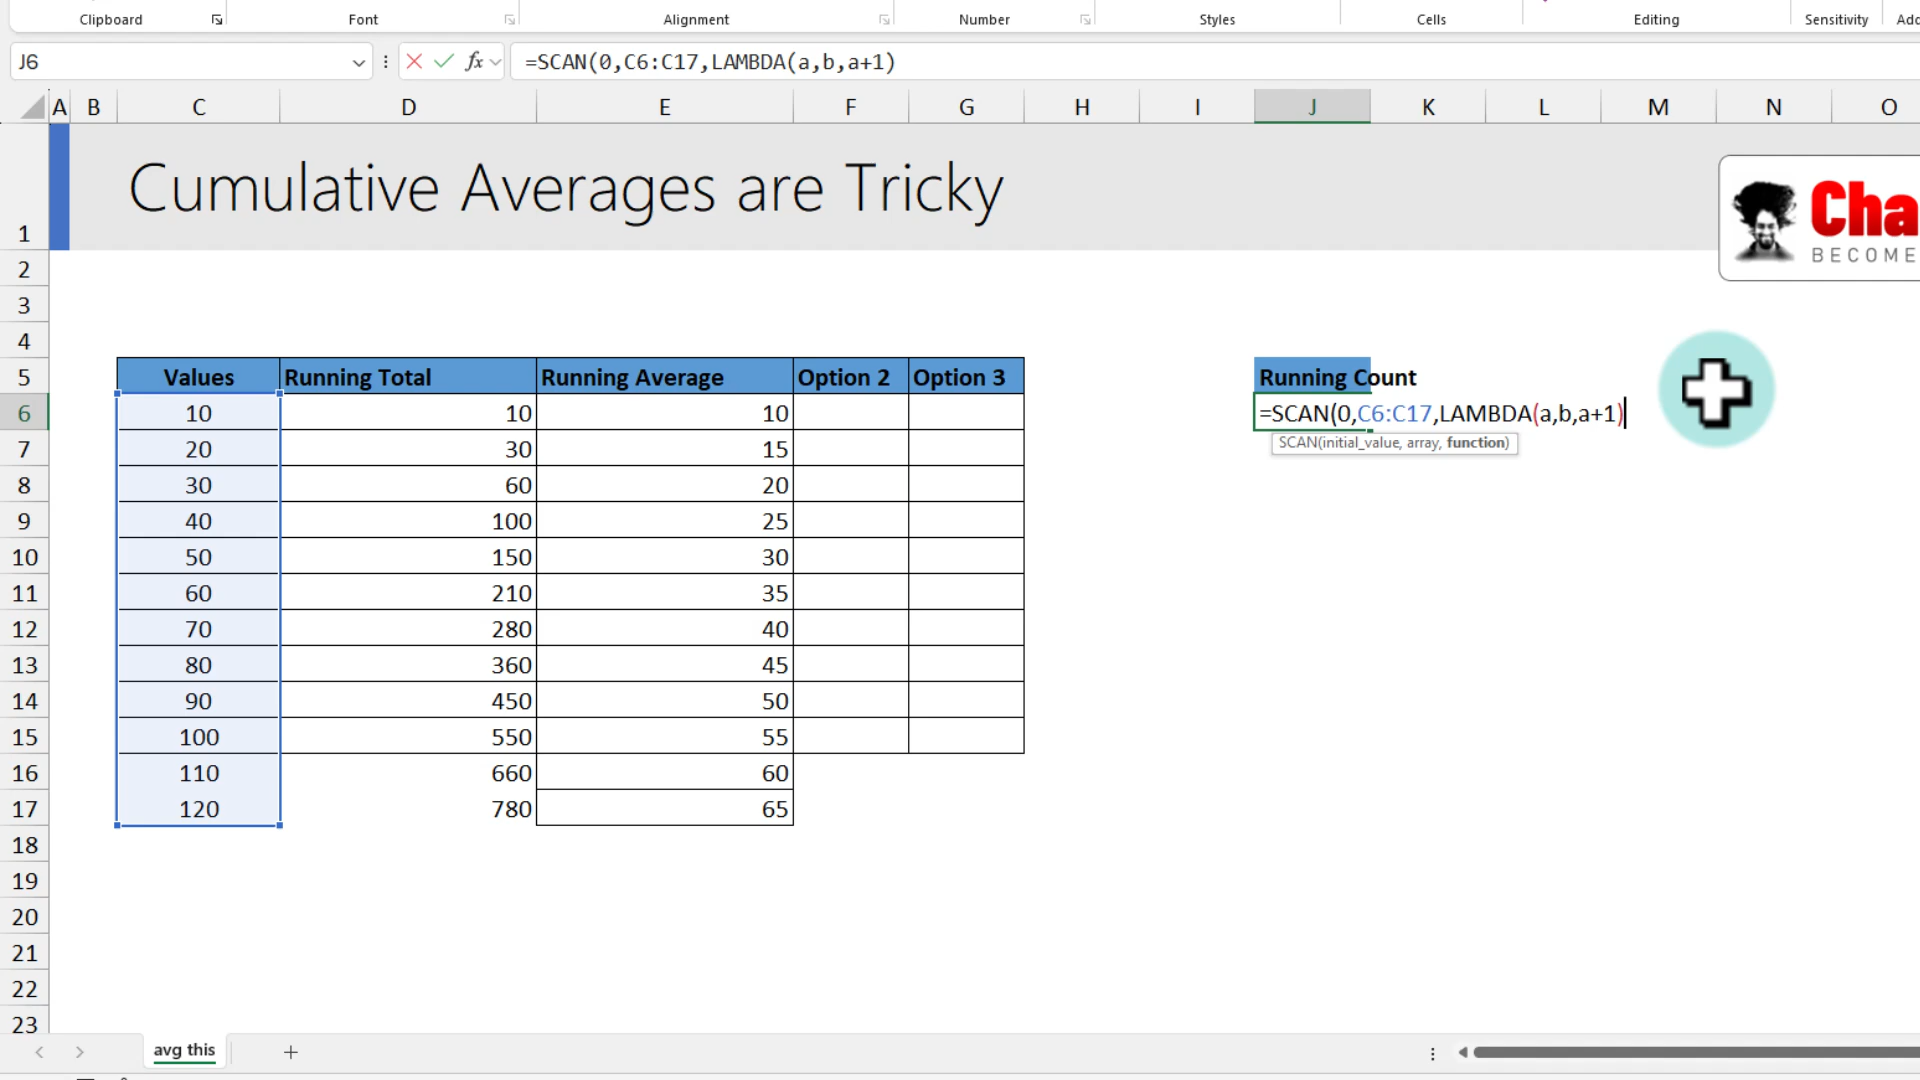 Clipboard Font Alignment Number Styles Cells Editing Sensitivity
J6 fx =SCAN(0,C6:C17,LAMBDA(a,b,a+1)
A B C D E F G H I J K L M N O
1 Cumulative Averages are Tricky
Cha
BECOME
2
3
4
5 Values Running Total Running Average Option 2 Option 3 Running Count
6 10 10 10 =SCAN(0,C6:C17,LAMBDA(a,b,a+1)
SCAN(initial_value, array, function)
7 20 30 15
8 30 60 20
9 40 100 25
10 50 150 30
11 60 210 35
12 70 280 40
13 80 360 45
14 90 450 50
15 100 550 55
16 110 660 60
17 120 780 65
18
19
20
21
22
23
avg this